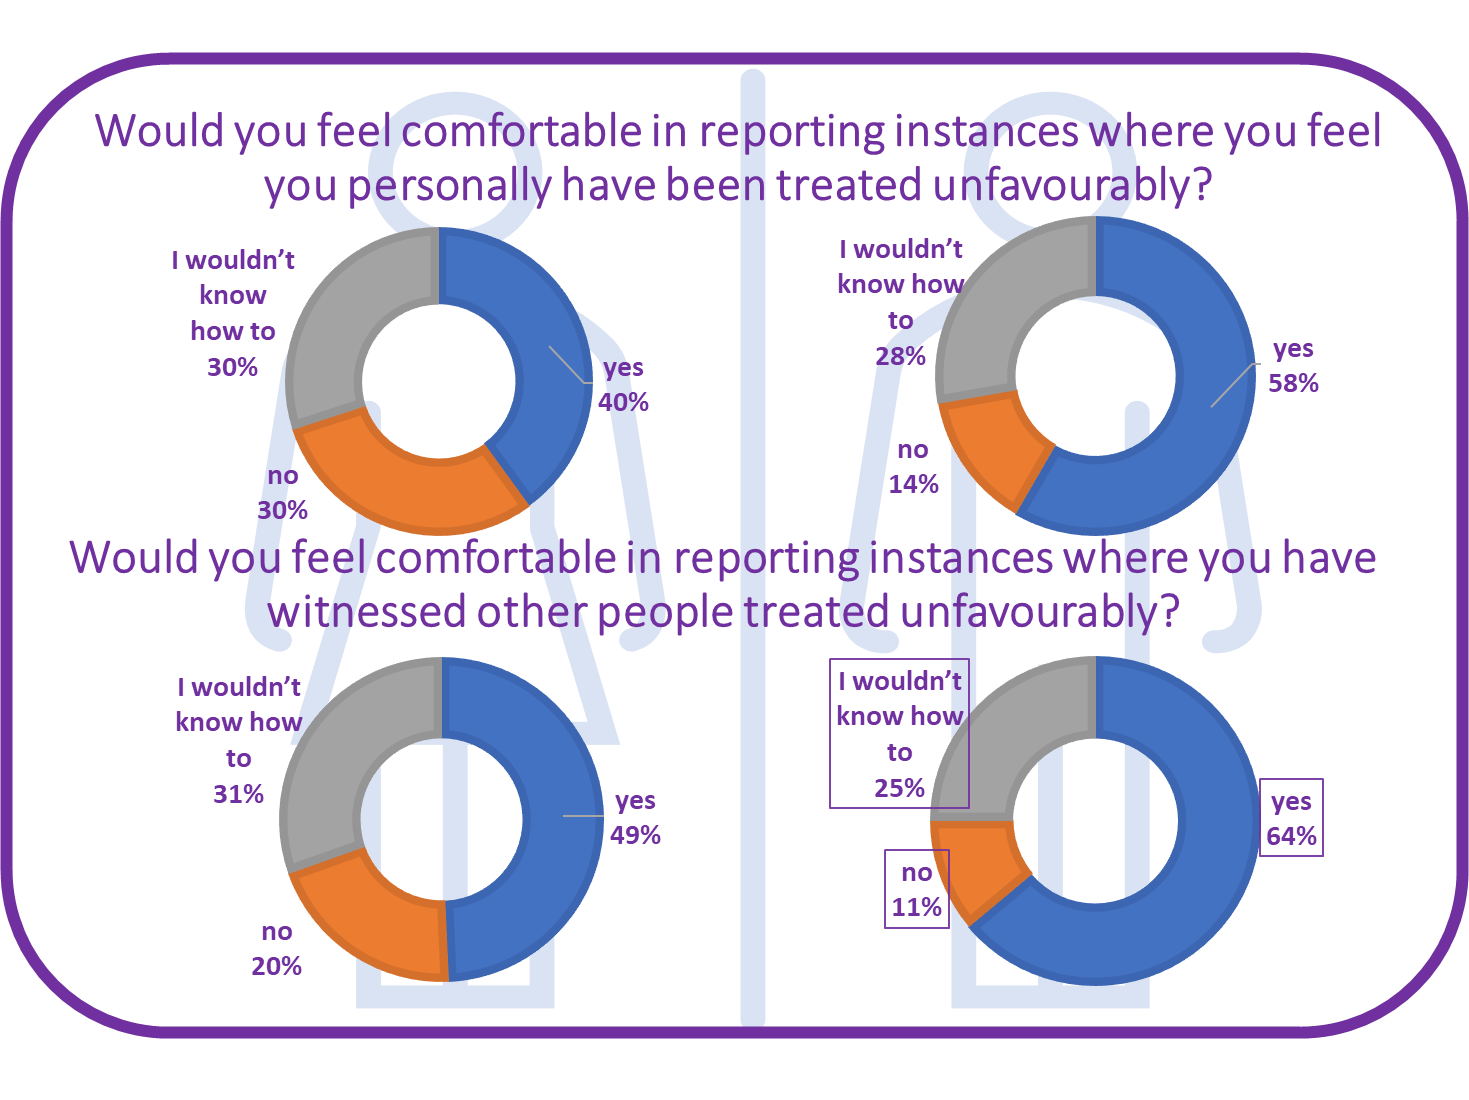 Would you feel comfortable in reporting instances where you feel
you personally have been treated unfavourably?
I wouldn’t
know
how to
30%
yes
40%
no
30%
I wouldn’t
know how
to
28%
yes
58%
no
14%
Would you feel comfortable in reporting instances where you have
witnessed other people treated unfavourably?
I wouldn’t
know how
to
31%
yes
49%
no
20%
I wouldn’t
know how
to
25%
yes
64%
no
11%